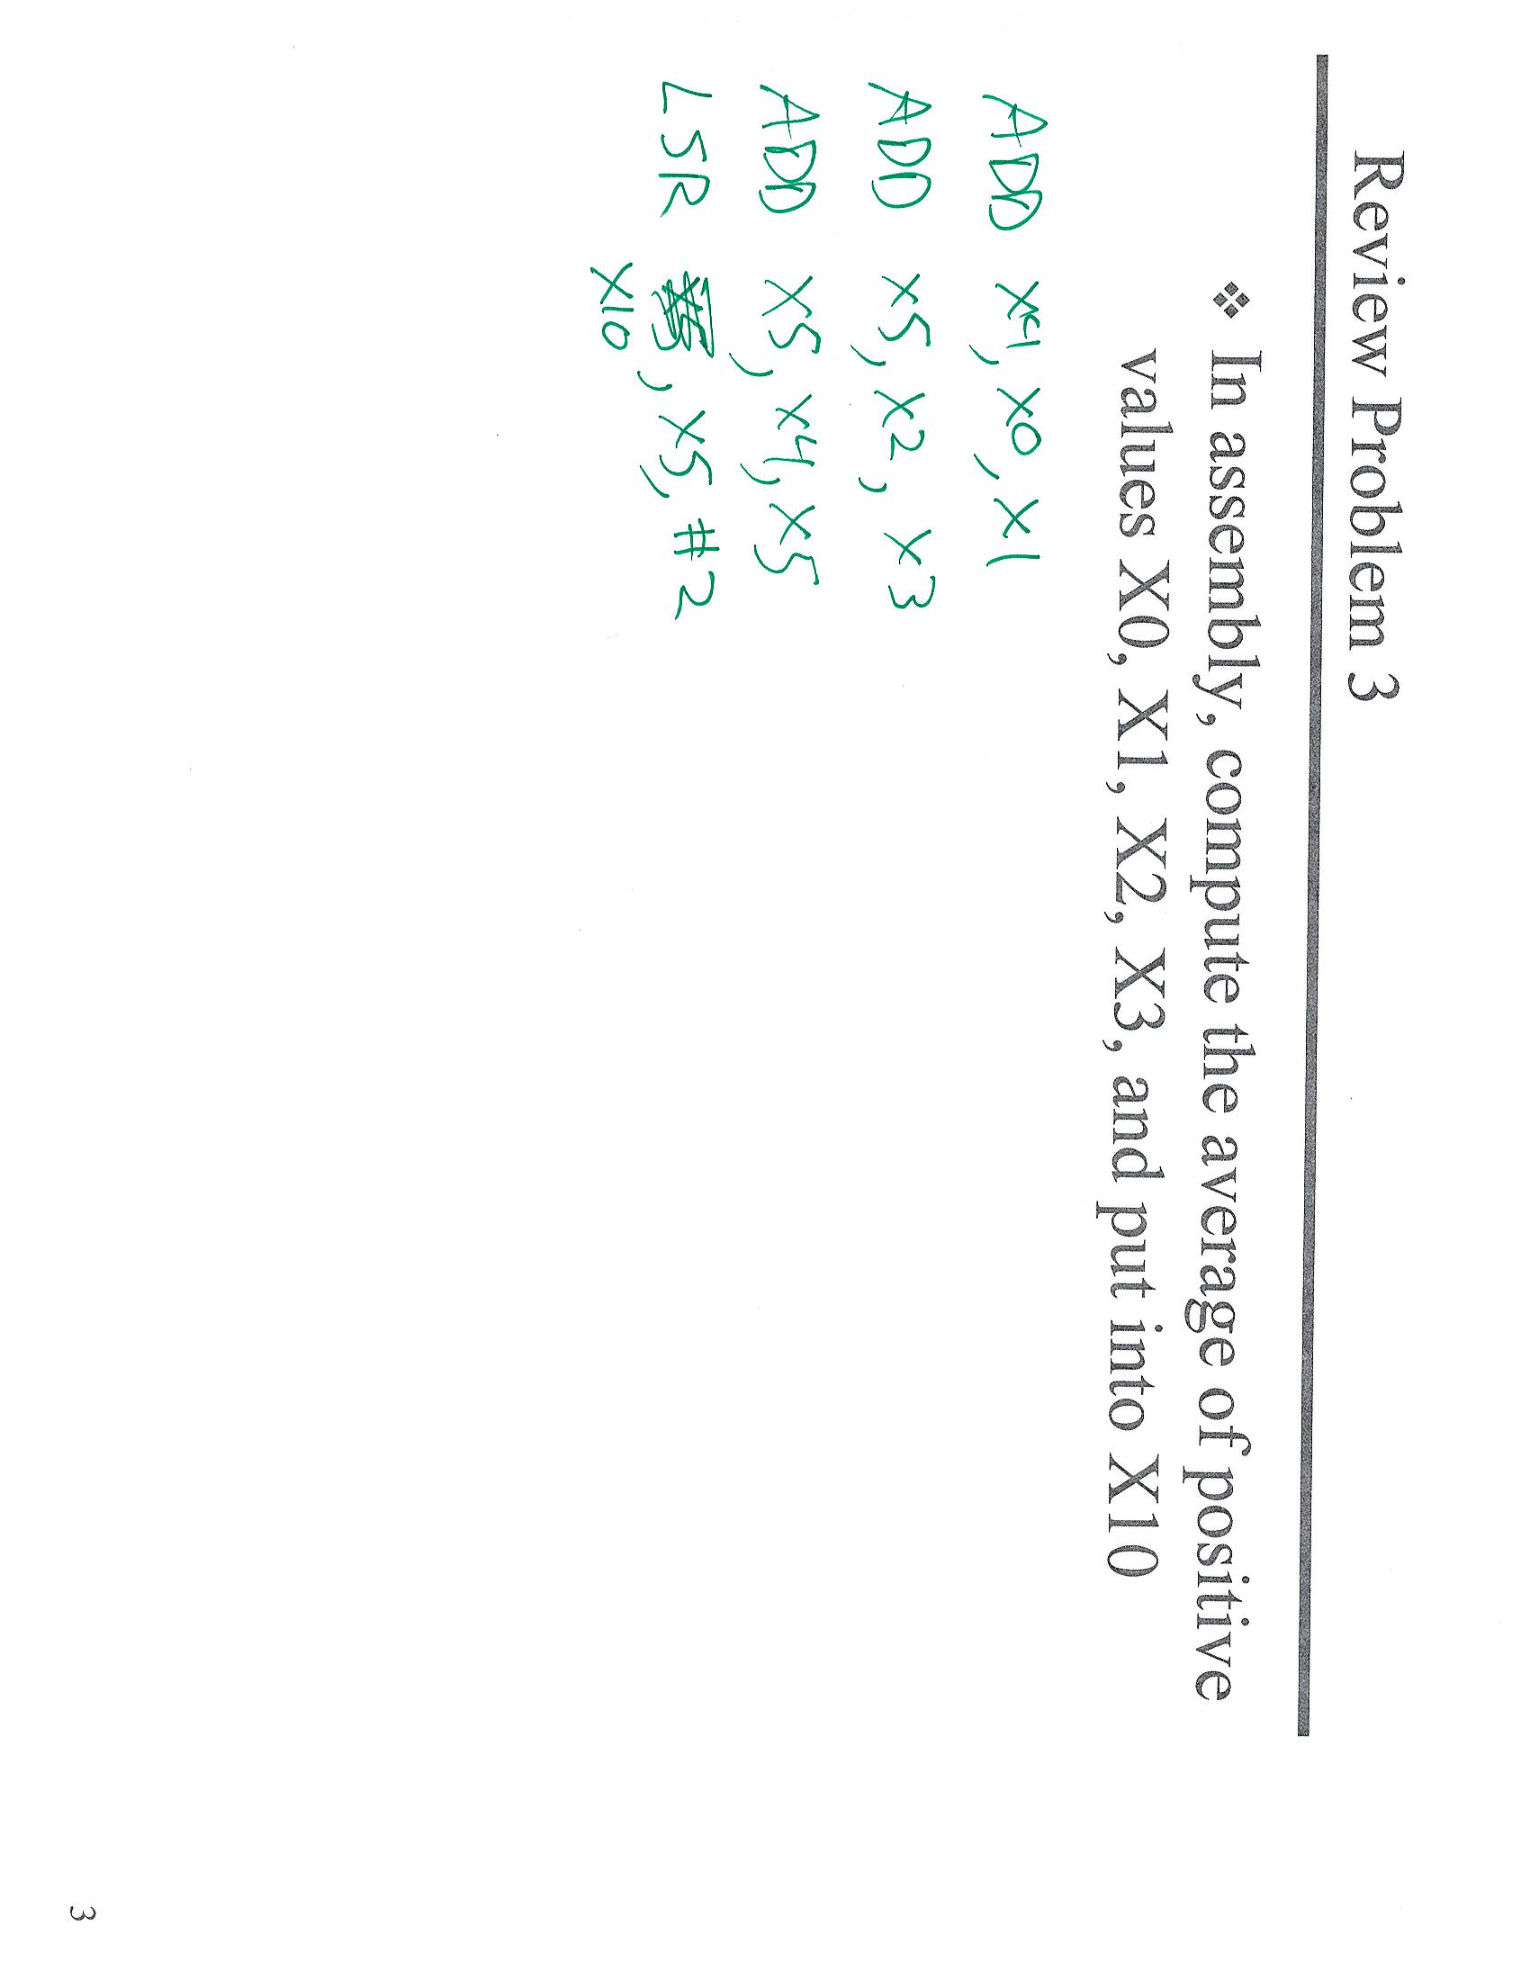 Review Problem 3
❖ In assembly, compute the average of positive
values X0, X1, X2, X3, and put into X10
ADD X4, X0, X1
ADD X5, X2, X3
ADD X5, X4, X5
LSR , X5, #2
X10
3